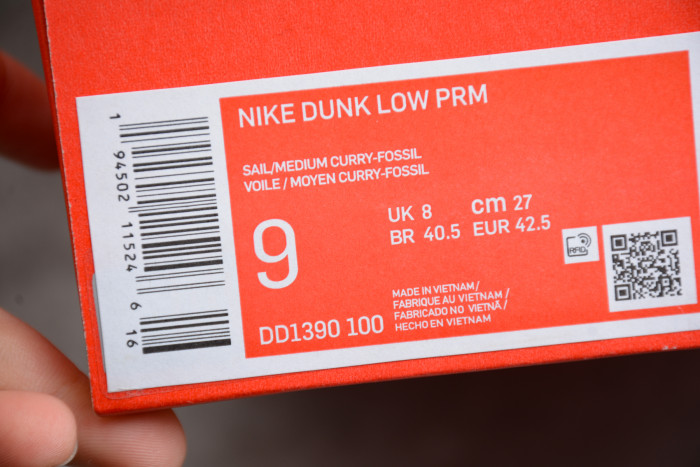 NIKE DUNK LOW PRM
SAIL/MEDIUM CURRY-FOSSIL
VOILE / MOYEN CURRY-FOSSIL
9
UK 8 cm 27
BR 40.5 EUR 42.5
RFID
DD1390 100
MADE IN VIETNAM/
FABRIQUE AU VIETNAM /
FABRICADO NO VIETNÃ /
HECHO EN VIETNAM
1 94502 11524 6 16